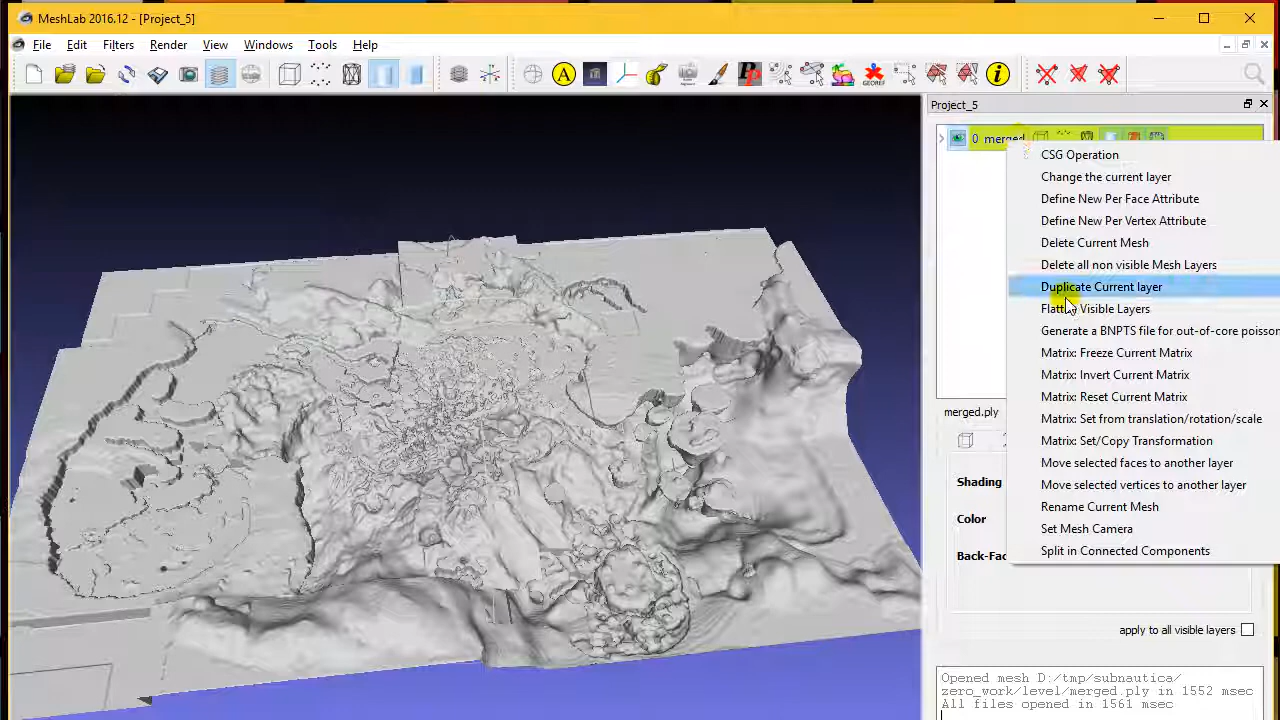 MeshLab 2016.12 - [Project_5]
File Edit Filters Render View Windows Tools Help
A
Pp
GEOREF
i
Project_5
0 merged
CSG Operation
Change the current layer
Define New Per Face Attribute
Define New Per Vertex Attribute
Delete Current Mesh
Delete all non visible Mesh Layers
Duplicate Current layer
Flatten Visible Layers
Generate a BNPTS file for out-of-core poisso
Matrix: Freeze Current Matrix
Matrix: Invert Current Matrix
Matrix: Reset Current Matrix
Matrix: Set from translation/rotation/scale
Matrix: Set/Copy Transformation
Move selected faces to another layer
Move selected vertices to another layer
Rename Current Mesh
Set Mesh Camera
Split in Connected Components
merged.ply
Shading
Color
Back-Fac
apply to all visible layers
Opened mesh D:/tmp/subnautica/
zero_work/level/merged.ply in 1552 msec
All files opened in 1561 msec